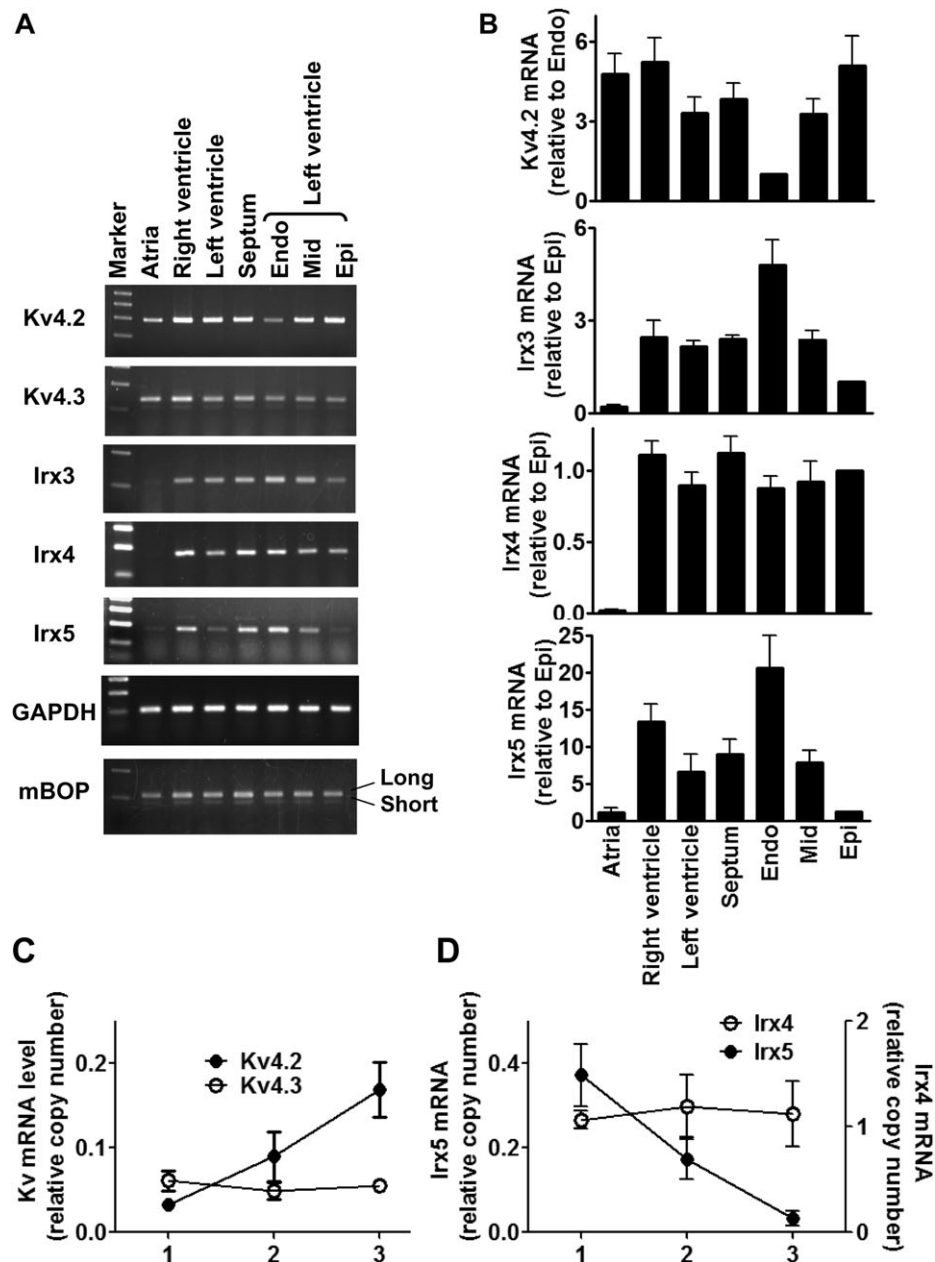 A
Marker
Atria
Right ventricle
Left ventricle
Septum
Endo
Mid
Epi
Left ventricle
Kv4.2
Kv4.3
Irx3
Irx4
Irx5
GAPDH
mBOP
Long
Short
B
Kv4.2 mRNA
(relative to Endo)
6
3
0
Irx3 mRNA
(relative to Epi)
6
3
0
Irx4 mRNA
(relative to Epi)
1.0
0.5
0.0
Irx5 mRNA
(relative to Epi)
25
20
15
10
5
0
Atria
Right ventricle
Left ventricle
Septum
Endo
Mid
Epi
C
Kv mRNA level
(relative copy number)
0.2
0.1
0.0
Kv4.2
Kv4.3
1 2 3
D
Irx5 mRNA
(relative copy number)
0.4
0.2
0.0
Irx4
Irx5
1 2 3
2
1
0
Irx4 mRNA
(relative copy number)